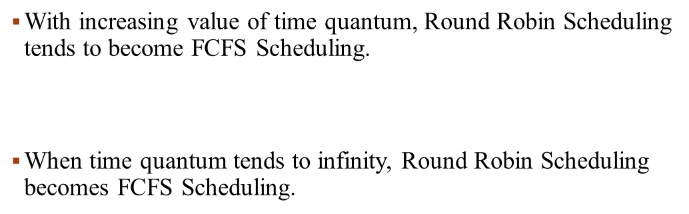 ▪ With increasing value of time quantum, Round Robin Scheduling
tends to become FCFS Scheduling.
▪ When time quantum tends to infinity, Round Robin Scheduling
becomes FCFS Scheduling.